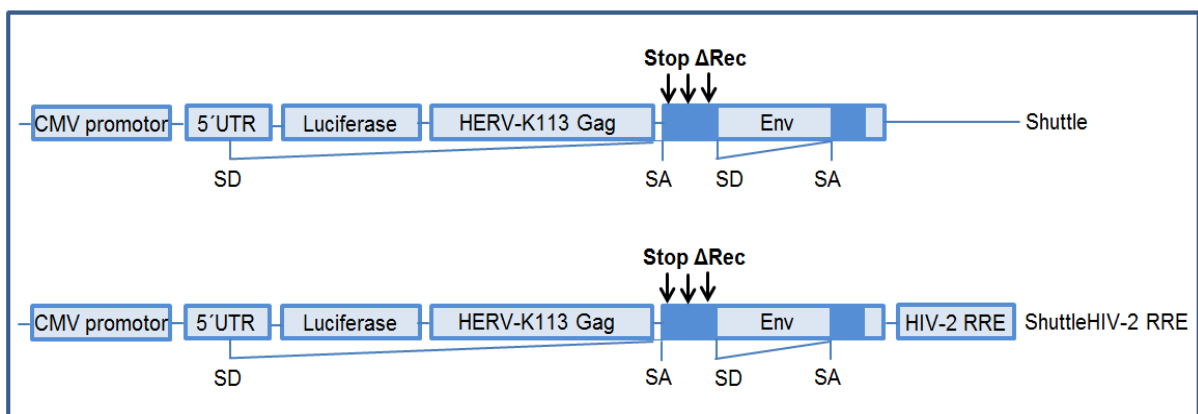 Stop ΔRec
CMV promotor 5´UTR Luciferase HERV-K113 Gag Env Shuttle
SD SA SD SA
Stop ΔRec
CMV promotor 5´UTR Luciferase HERV-K113 Gag Env HIV-2 RRE ShuttleHIV-2 RRE
SD SA SD SA